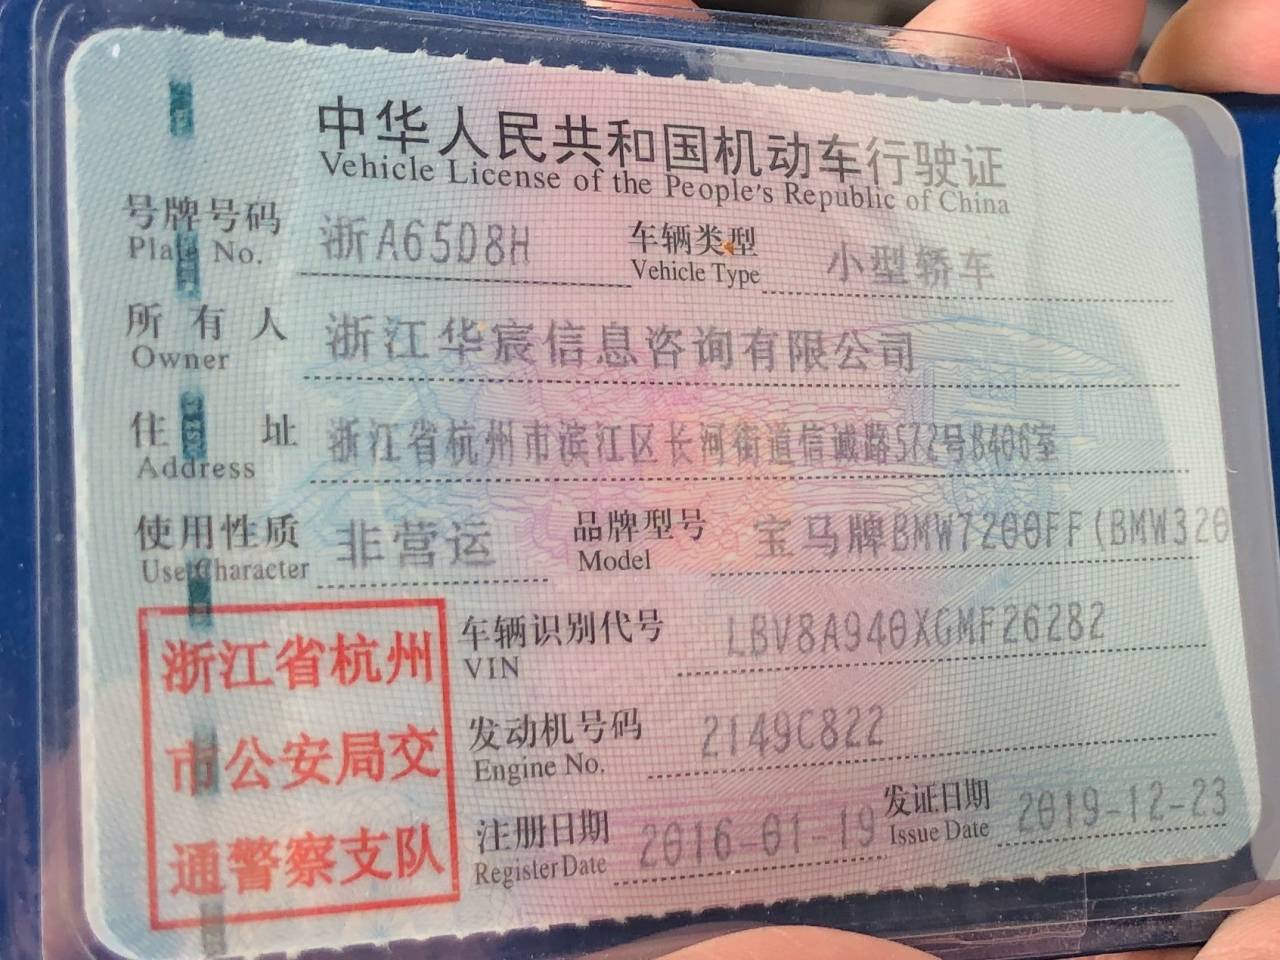 中华人民共和国机动车行驶证
Vehicle License of the People's Republic of China
号牌号码 浙A65D8H 车辆类型 小型轿车
Plate No. Vehicle Type
所有人 浙江华宸信息咨询有限公司
Owner
住址 浙江省杭州市滨江区长河街道信诚路572号B406室
Address
使用性质 非营运 品牌型号 宝马牌BMW7200FF(BMW320
Use Character Model
浙江省杭州
市公安局交
通警察支队
车辆识别代号 LBV8A940XGMF26282
VIN
发动机号码 2149C822
Engine No.
注册日期 2016-01-19 发证日期 2019-12-23
Register Date Issue Date